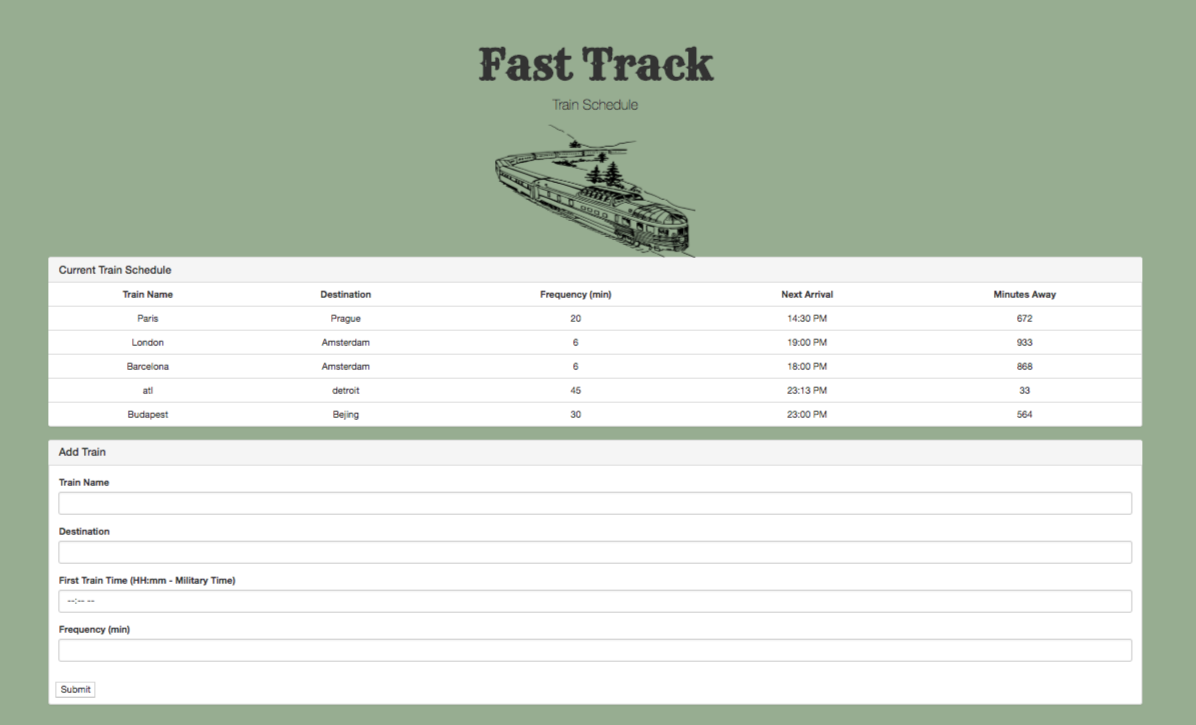 Fast Track
Train Schedule
Current Train Schedule
Train Name Destination Frequency (min) Next Arrival Minutes Away
Paris Prague 20 14:30 PM 672
London Amsterdam 6 19:00 PM 933
Barcelona Amsterdam 6 18:00 PM 868
atl detroit 45 23:13 PM 33
Budapest Bejing 30 23:00 PM 564
Add Train
Train Name
Destination
First Train Time (HH:mm - Military Time)
--:-- --
Frequency (min)
Submit